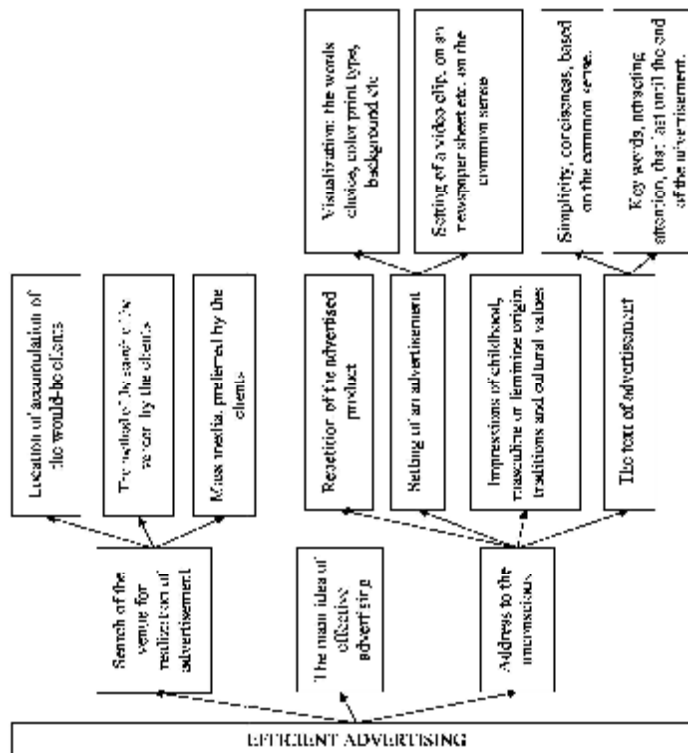 EFFICIENT ADVERTISING
Search of the
venue for
realization of
advertisement
The main idea of
effective
advertising
Address to the
unconscious
Location of accumulation of
the would-be clients
The method of by search of the
vendor by the clients
Mass media, preferred by the
clients
Repetition of the advertised
product
Setting of an advertisement
Impressions of childhood,
masculine or feminine origin,
traditions and cultural values
The text of advertisement
Visualization: the words
choice, color print type,
background etc
Setting of a video clip, on an
newspaper sheet etc. on the
common sense
Simplicity, conciseness, based
on the common sense.
Key words, attracting
attention, that last until the end
of the advertisement.